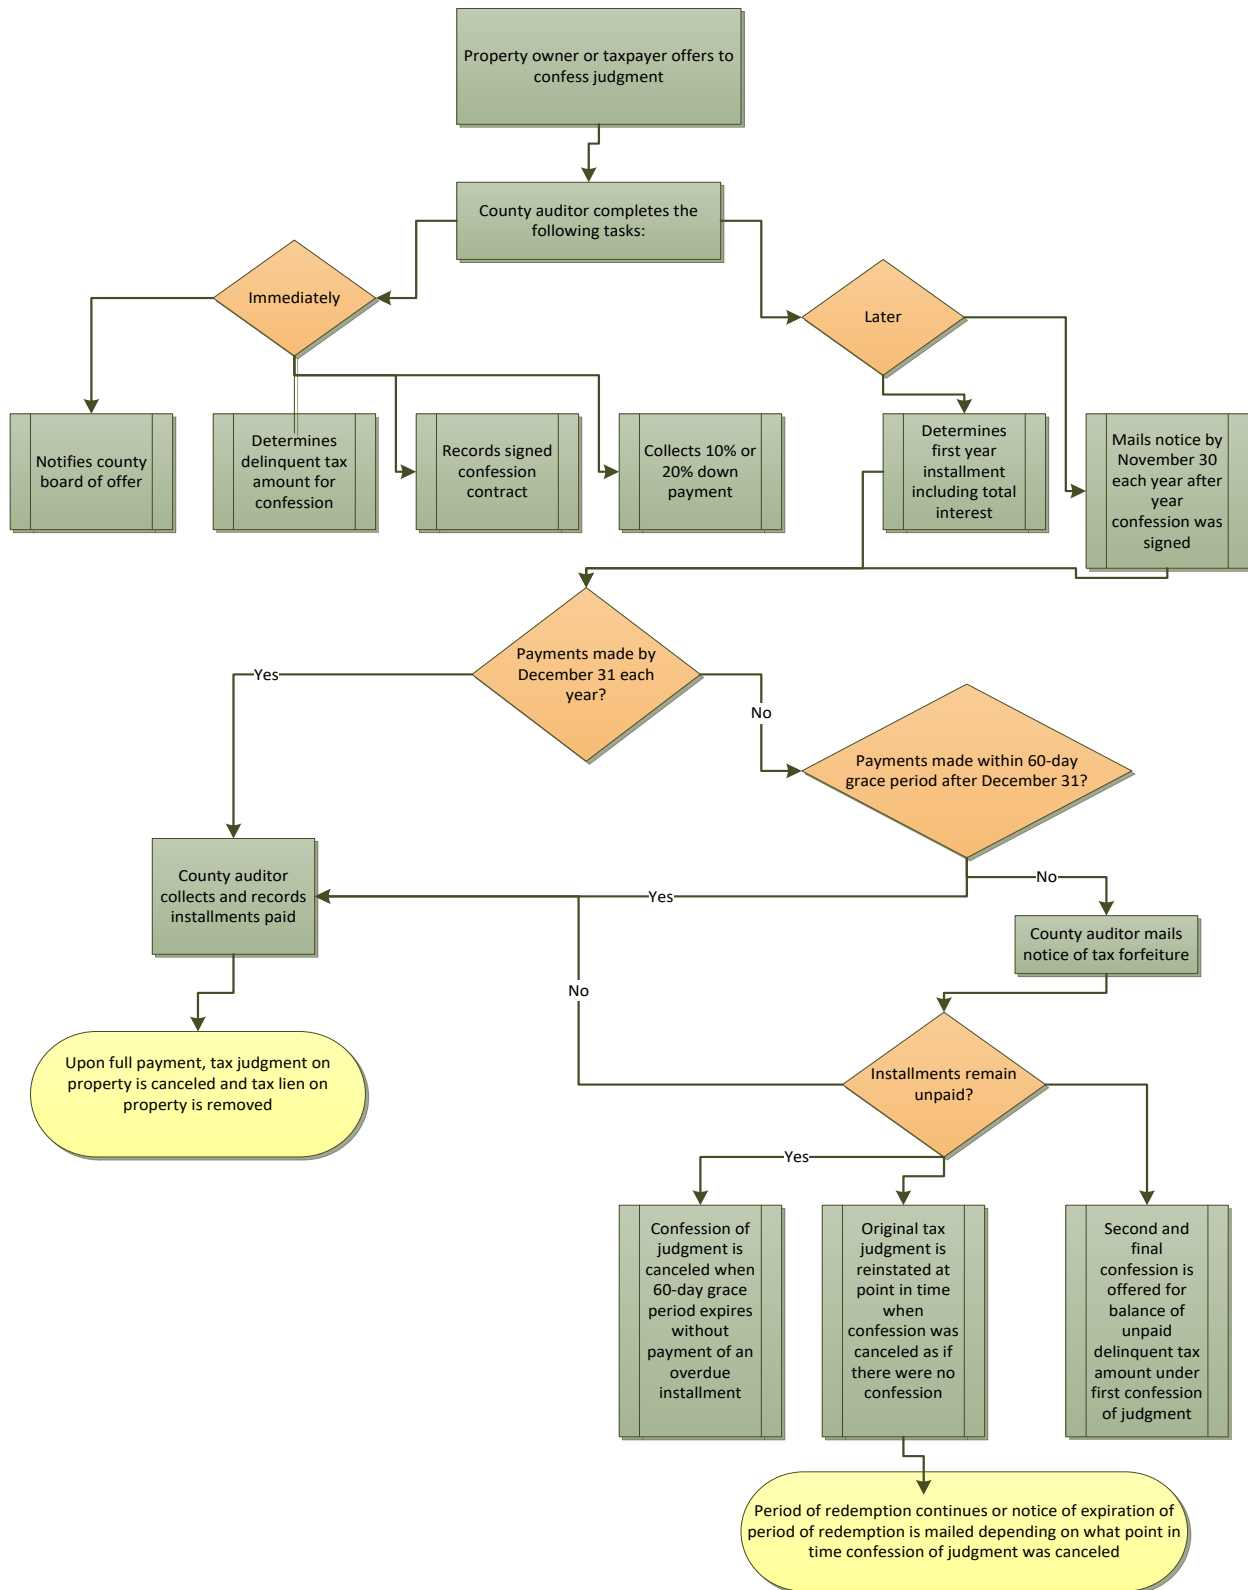 Property owner or taxpayer offers to
confess judgment
County auditor completes the
following tasks:
Immediately
Later
Notifies county
board of offer
Determines
delinquent tax
amount for
confession
Records signed
confession
contract
Collects 10% or
20% down
payment
Determines
first year
installment
including total
interest
Mails notice by
November 30
each year after
year
confession was
signed
Payments made by
December 31 each
year?
Yes
No
Payments made within 60-day
grace period after December 31?
County auditor
collects and records
installments paid
Yes
No
County auditor mails
notice of tax forfeiture
No
Upon full payment, tax judgment on
property is canceled and tax lien on
property is removed
Installments remain
unpaid?
Yes
Confession of
judgment is
canceled when
60-day grace
period expires
without
payment of an
overdue
installment
Original tax
judgment is
reinstated at
point in time
when
confession was
canceled as if
there were no
confession
Second and
final
confession is
offered for
balance of
unpaid
delinquent tax
amount under
first confession
of judgment
Period of redemption continues or notice of expiration of
period of redemption is mailed depending on what point in
time confession of judgment was canceled